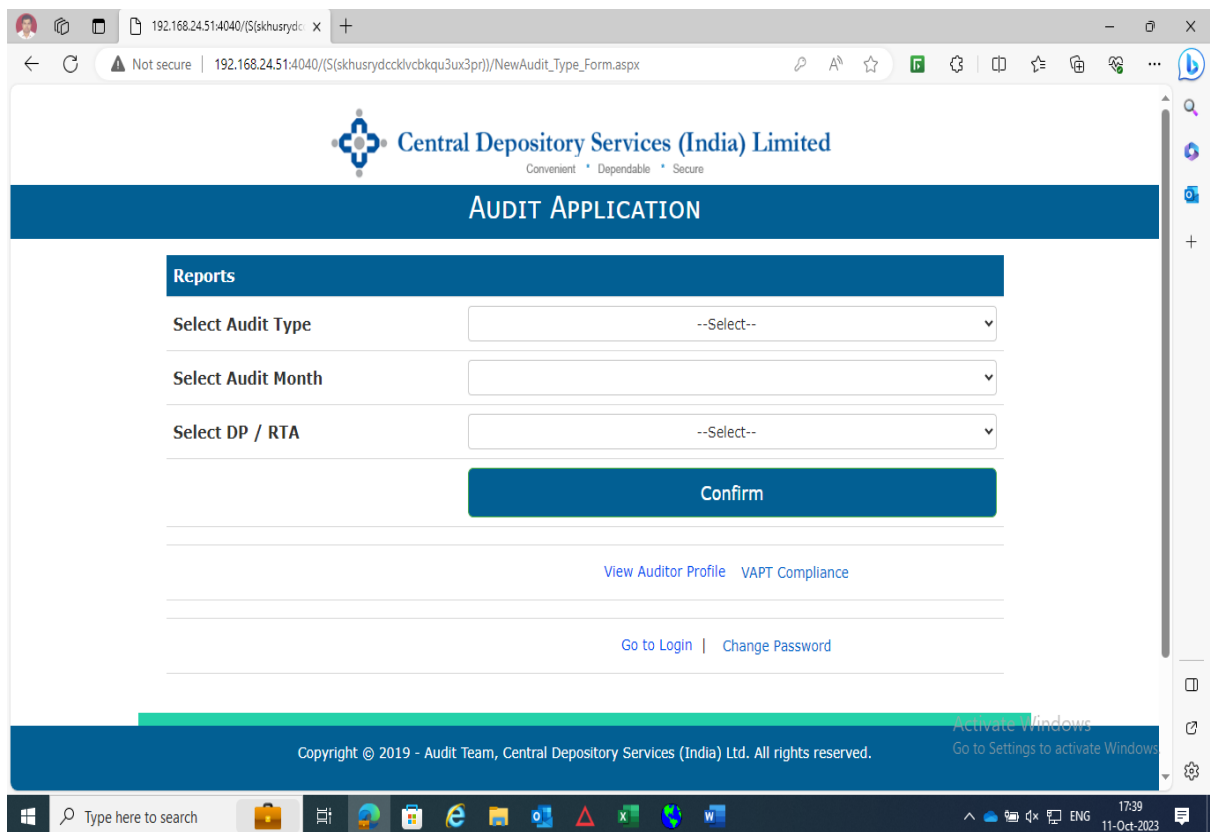 192.168.24.51:4040/(S(skhusrydc
Not secure | 192.168.24.51:4040/(S(skhusrydccklvcbkqu3ux3pr))/NewAudit_Type_Form.aspx
Central Depository Services (India) Limited
Convenient * Dependable * Secure
AUDIT APPLICATION
Reports
Select Audit Type --Select--
Select Audit Month
Select DP / RTA --Select--
Confirm
View Auditor Profile VAPT Compliance
Go to Login | Change Password
Activate Windows
Go to Settings to activate Windows
Copyright © 2019 - Audit Team, Central Depository Services (India) Ltd. All rights reserved.
Type here to search
ENG
17:39
11-Oct-2023